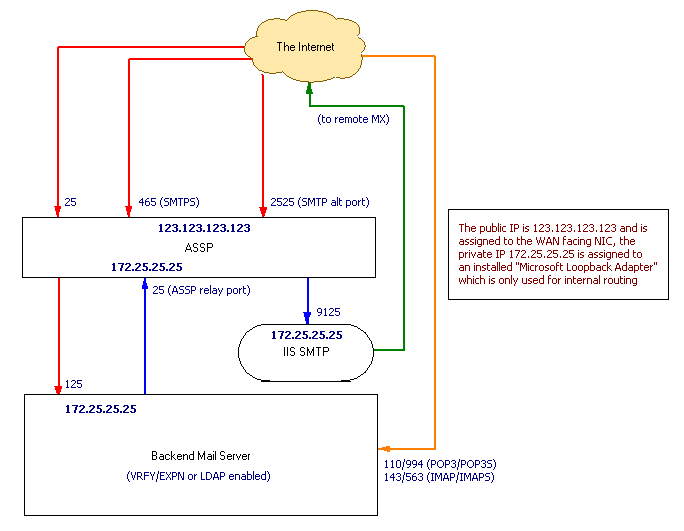 The Internet
(to remote MX)
25
465 (SMTPS)
2525 (SMTP alt port)
123.123.123.123
ASSP
172.25.25.25
The public IP is 123.123.123.123 and is
assigned to the WAN facing NIC, the
private IP 172.25.25.25 is assigned to
an installed "Microsoft Loopback Adapter"
which is only used for internal routing
25 (ASSP relay port)
9125
172.25.25.25
IIS SMTP
125
172.25.25.25
Backend Mail Server
(VRFY/EXPN or LDAP enabled)
110/994 (POP3/POP3S)
143/563 (IMAP/IMAPS)